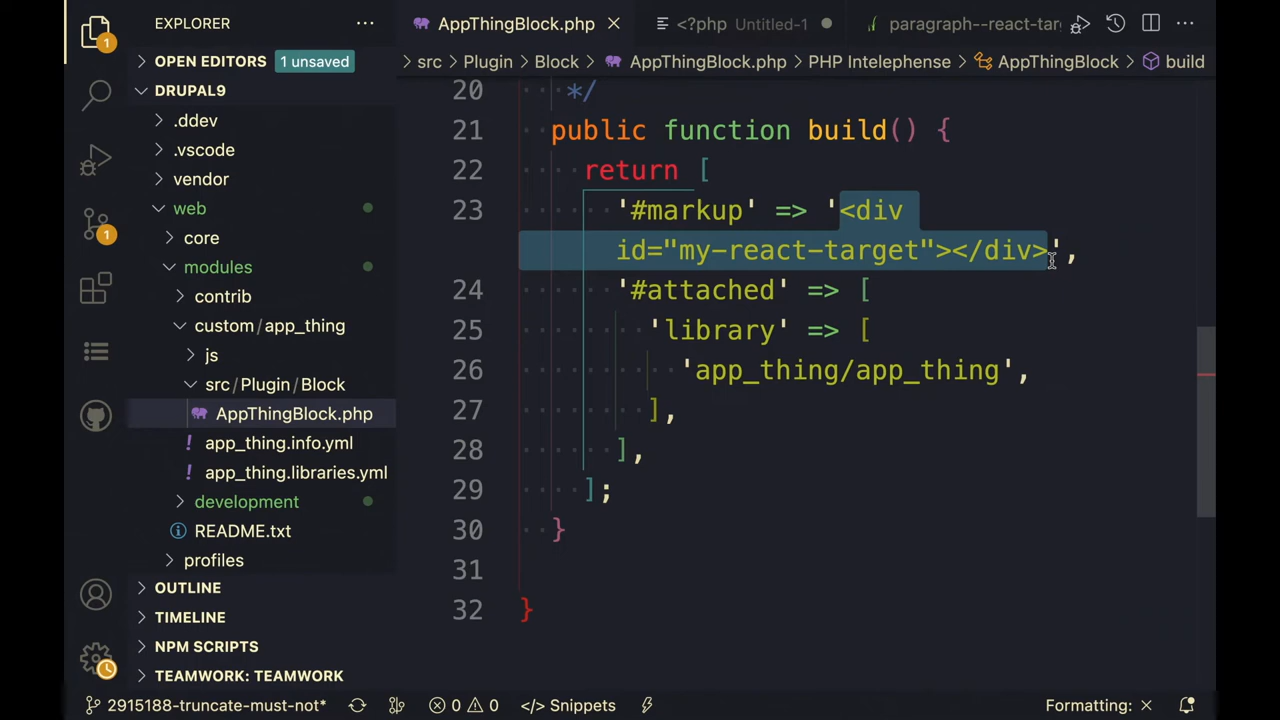 EXPLORER
AppThingBlock.php
<?php Untitled-1
paragraph--react-tar
1
OPEN EDITORS 1 unsaved
src > Plugin > Block > AppThingBlock.php > PHP Intelephense > AppThingBlock > build
DRUPAL9
.ddev
.vscode
vendor
web
core
modules
contrib
custom/app_thing
js
src/Plugin/Block
AppThingBlock.php
app_thing.info.yml
app_thing.libraries.yml
development
README.txt
profiles
OUTLINE
TIMELINE
NPM SCRIPTS
TEAMWORK: TEAMWORK
1
20 */
21 public function build() {
22 return [
23 '#markup' => '<div
id="my-react-target"></div>',
24 '#attached' => [
25 'library' => [
26 'app_thing/app_thing',
27 ],
28 ],
29 ];
30 }
31
32 }
2915188-truncate-must-not* 0 0 </> Snippets Formatting: ×